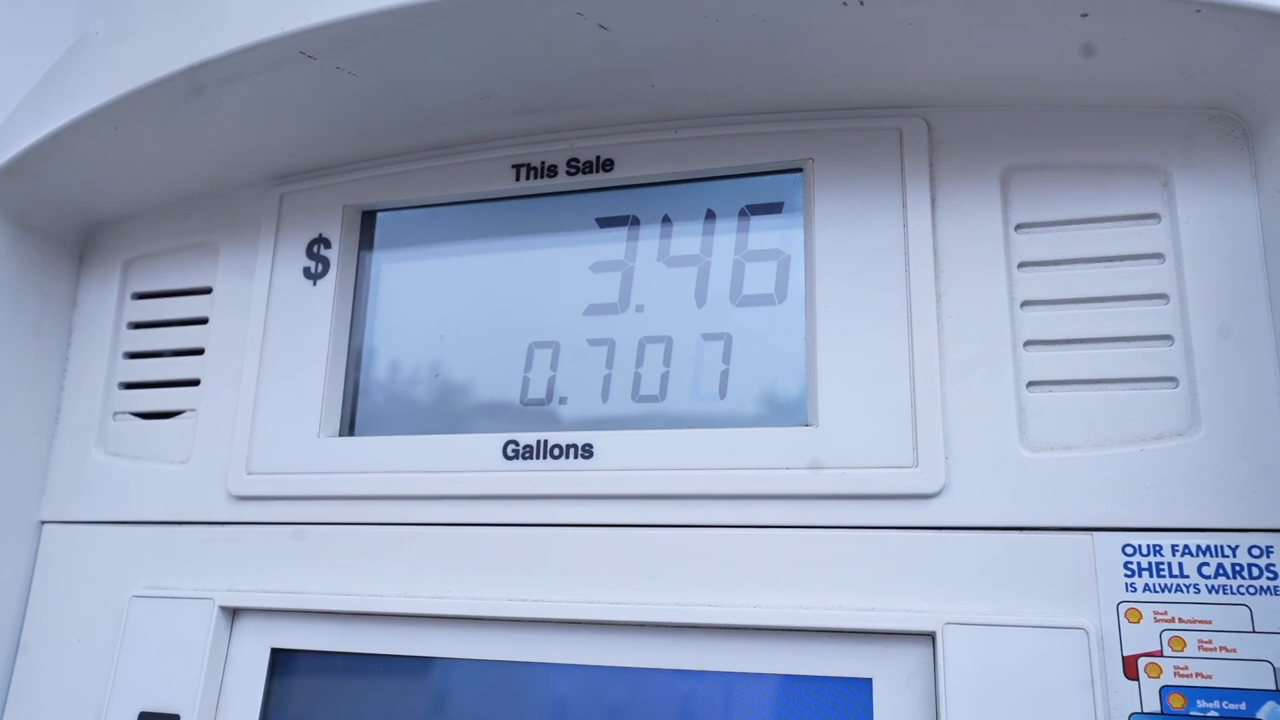 This Sale
$
3.46
0.707
Gallons
OUR FAMILY OF
SHELL CARDS
IS ALWAYS WELCOME
Shell
Small Business
Shell
Fleet Plus
Shell
Fleet Plus
Shell Card